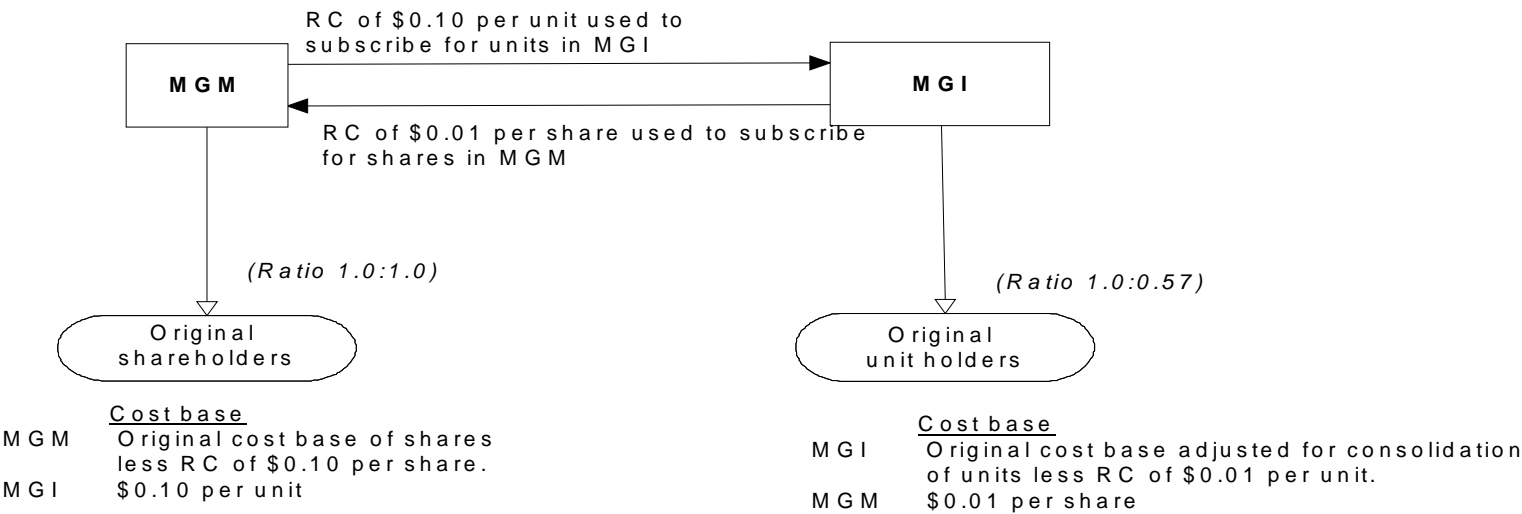 RC of $0.10 per unit used to
subscribe for units in MGI
MGM
MGI
RC of $0.01 per share used to subscribe
for shares in MGM
(Ratio 1.0:1.0)
(Ratio 1.0:0.57)
Original
shareholders
Original
unit holders
Cost base
MGM Original cost base of shares
less RC of $0.10 per share.
MGI $0.10 per unit
Cost base
MGI Original cost base adjusted for consolidation
of units less RC of $0.01 per unit.
MGM $0.01 per share